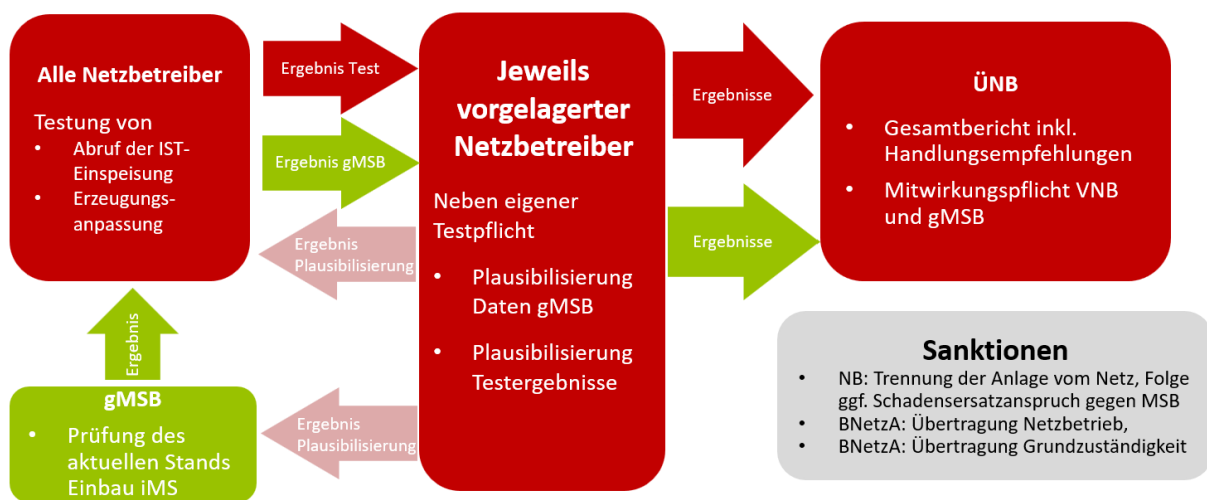 Alle Netzbetreiber
Testung von
• Abruf der IST-
Einspeisung
• Erzeugungs-
anpassung
Ergebnis Test
Ergebnis gMSB
Ergebnis
Plausibilisierung
Ergebnis
gMSB
• Prüfung des
aktuellen Stands
Einbau iMS
Ergebnis
Plausibilisierung
Jeweils
vorgelagerter
Netzbetreiber
Neben eigener
Testpflicht
• Plausibilisierung
Daten gMSB
• Plausibilisierung
Testergebnisse
Ergebnisse
Ergebnisse
ÜNB
• Gesamtbericht inkl.
Handlungsempfehlungen
• Mitwirkungspflicht VNB
und gMSB
Sanktionen
• NB: Trennung der Anlage vom Netz, Folge
ggf. Schadensersatzanspruch gegen MSB
• BNetzA: Übertragung Netzbetrieb,
• BNetzA: Übertragung Grundzuständigkeit